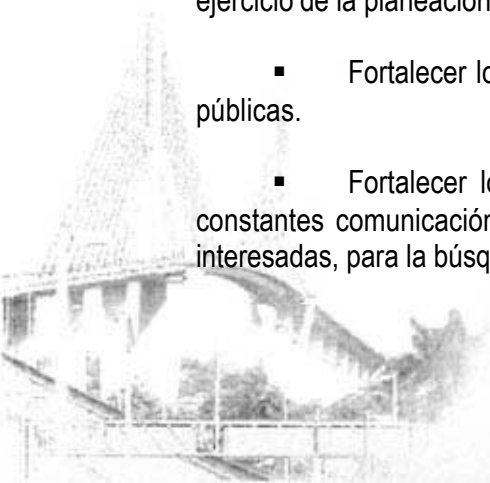 ejercicio de la planeación
▪ Fortalecer lo
públicas.
▪ Fortalecer lo
constantes comunicación
interesadas, para la búsq